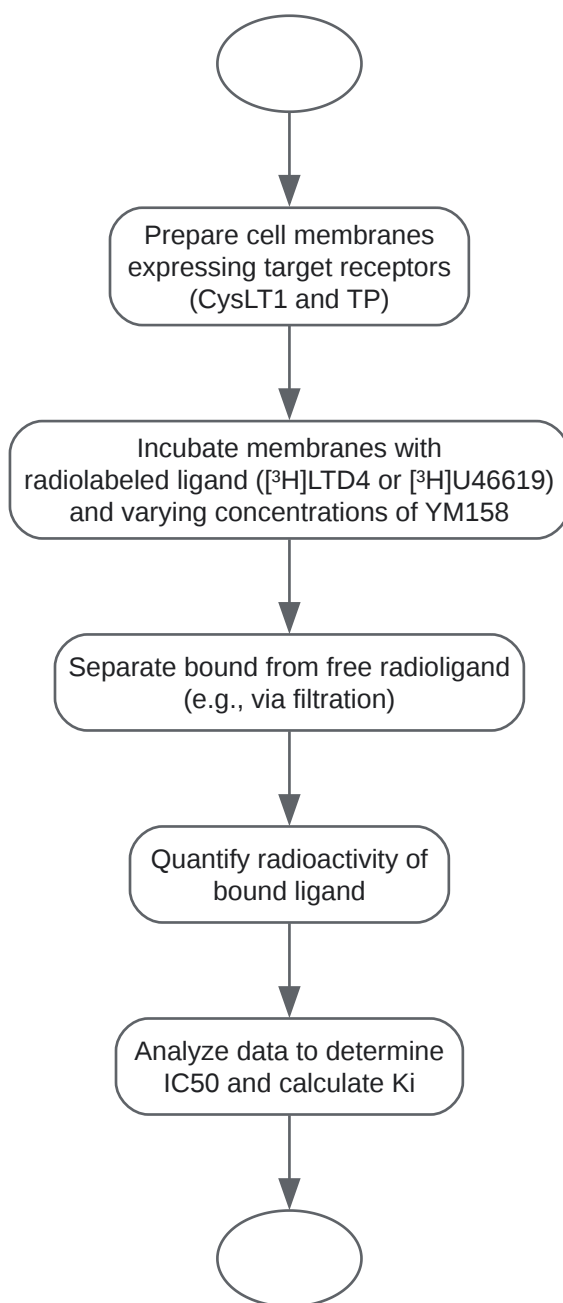 Prepare cell membranes
expressing target receptors
(CysLT1 and TP)
Incubate membranes with
radiolabeled ligand ([³H]LTD4 or [³H]U46619)
and varying concentrations of YM158
Separate bound from free radioligand
(e.g., via filtration)
Quantify radioactivity of
bound ligand
Analyze data to determine
IC50 and calculate Ki